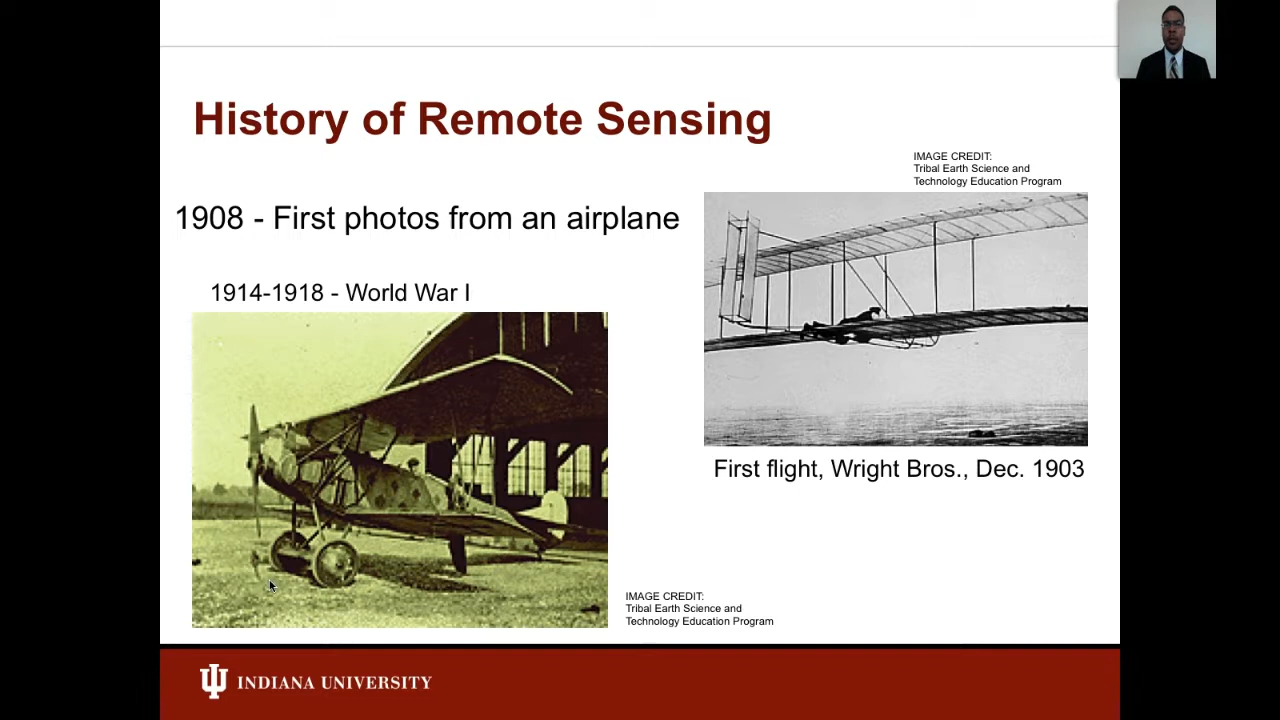 History of Remote Sensing
IMAGE CREDIT:
Tribal Earth Science and
Technology Education Program
1908 - First photos from an airplane
1914-1918 - World War I
First flight, Wright Bros., Dec. 1903
IMAGE CREDIT:
Tribal Earth Science and
Technology Education Program
INDIANA UNIVERSITY